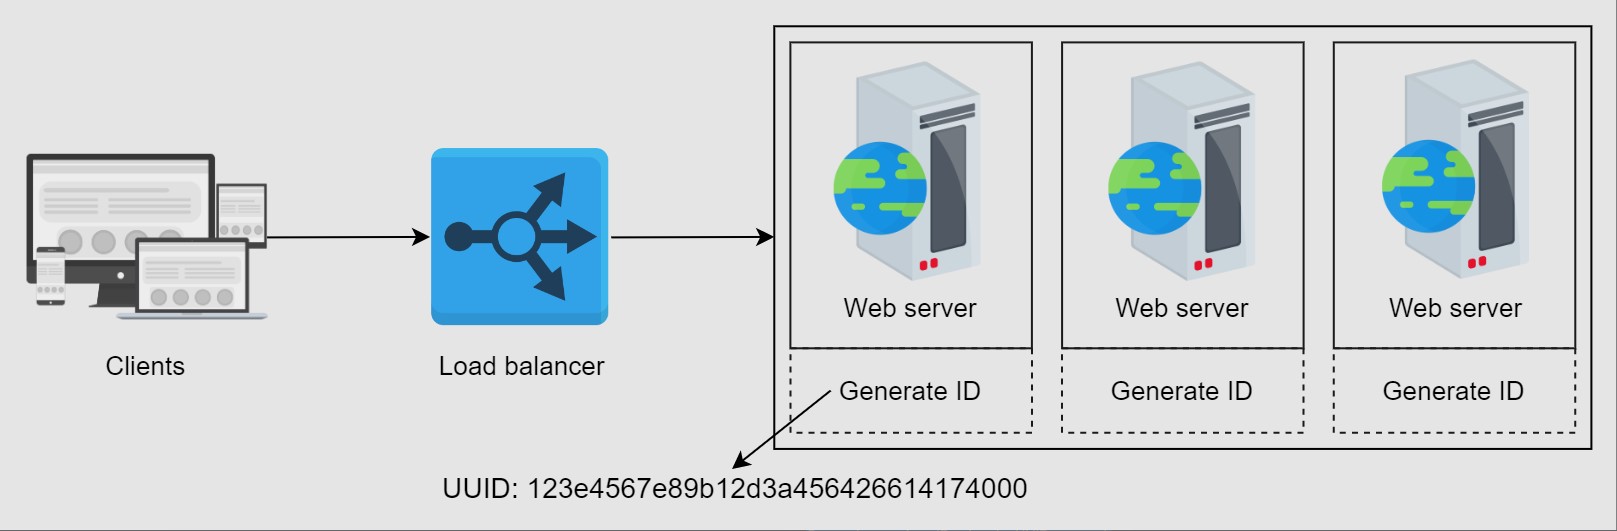 Clients
Load balancer
Web server
Web server
Web server
Generate ID
Generate ID
Generate ID
UUID: 123e4567e89b12d3a456426614174000